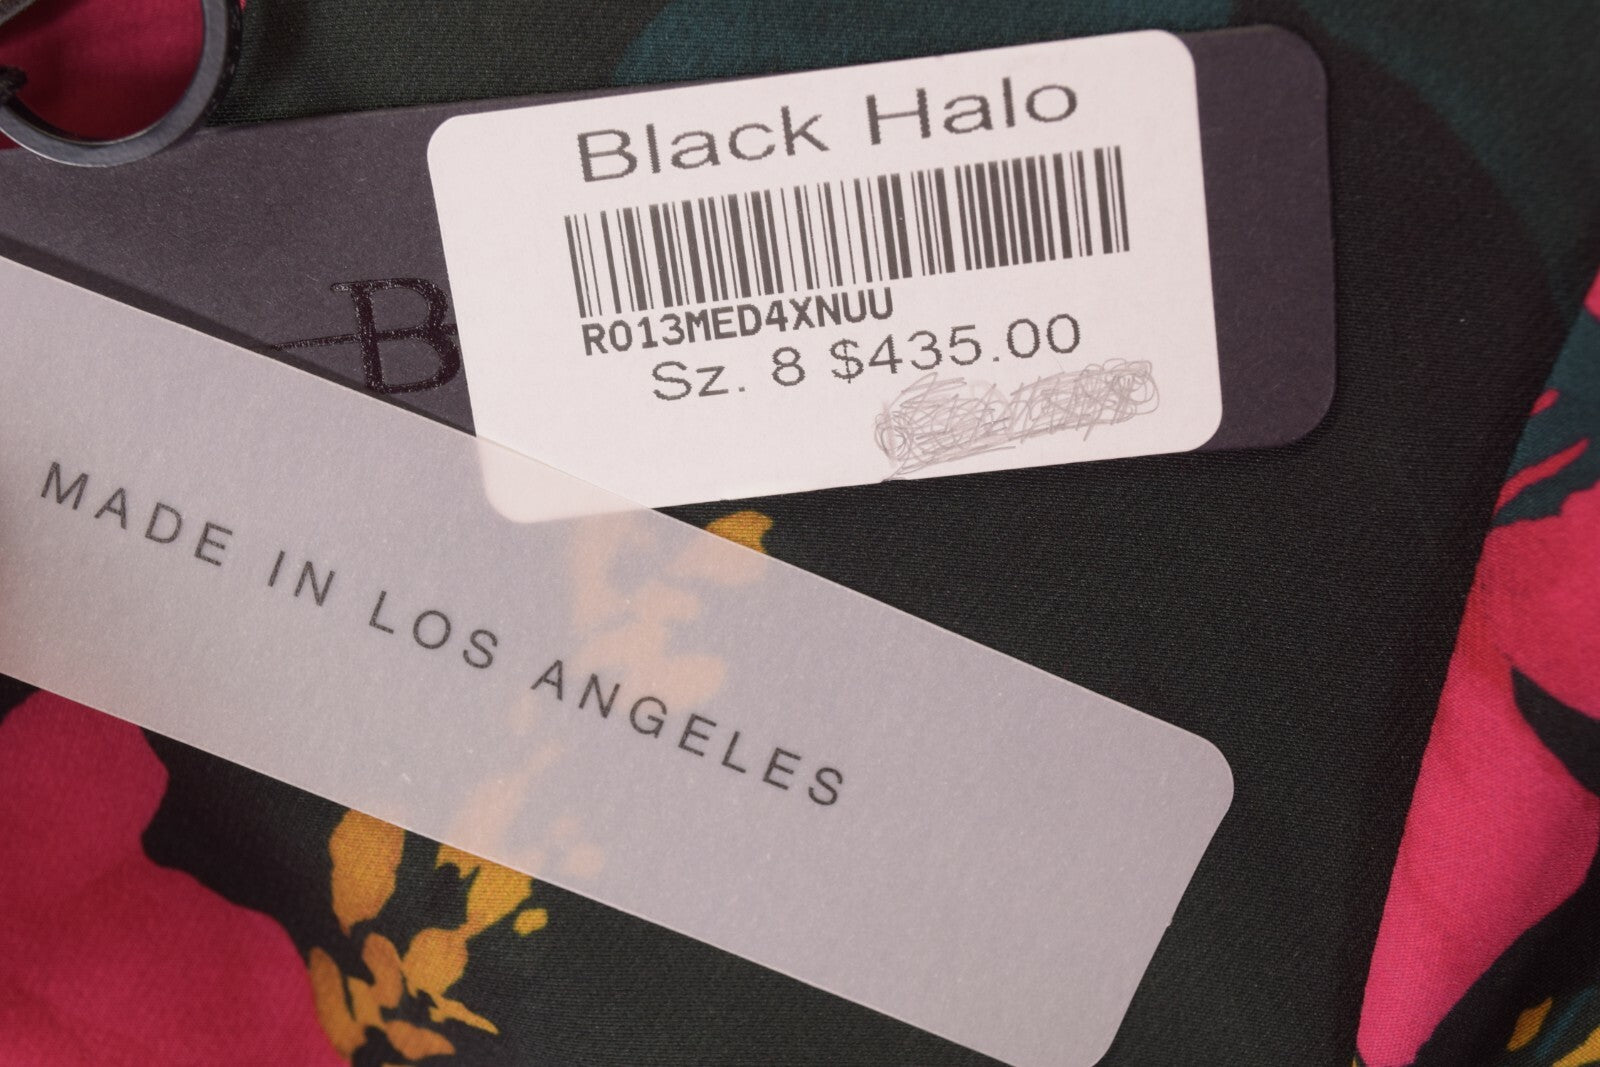 Black Halo
R013MED4XNUU
Sz. 8 $435.00
B
MADE IN LOS ANGELES